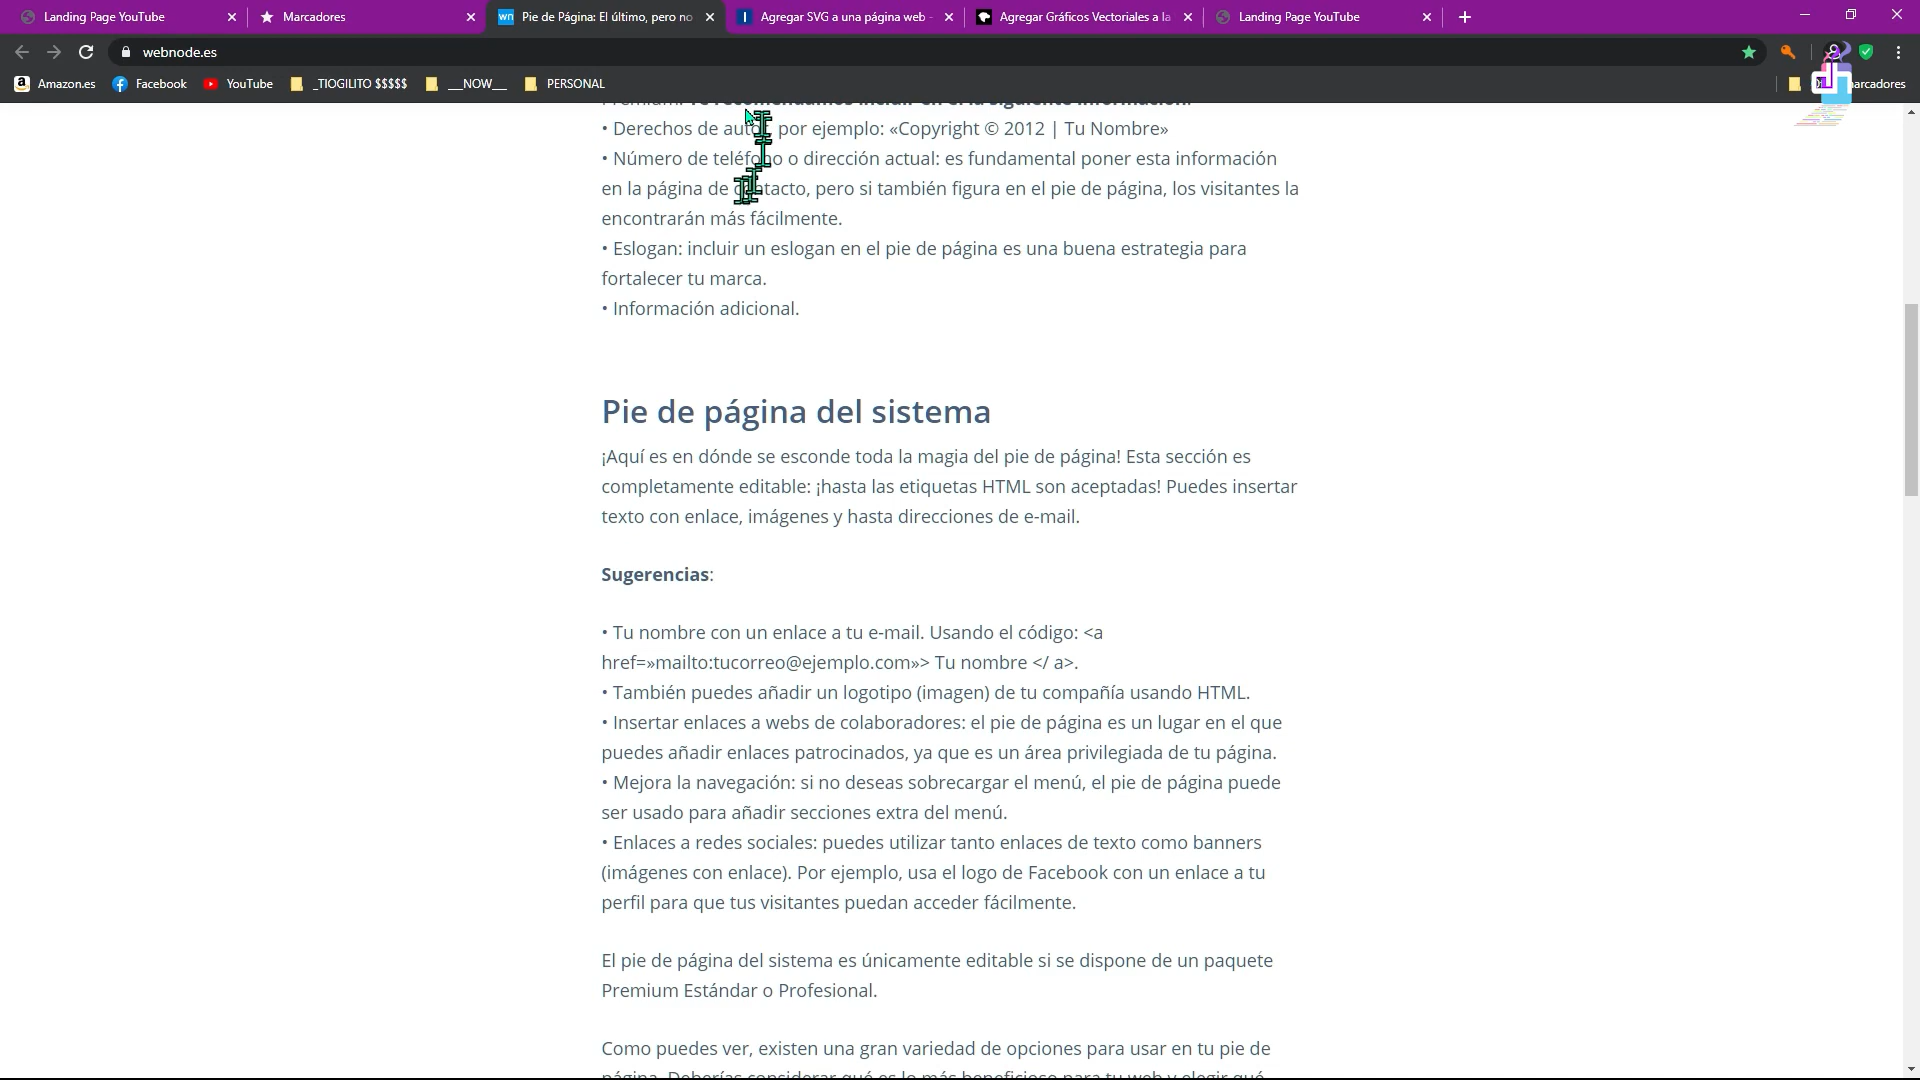 Landing Page YouTube
Marcadores
Pie de Página: El último, pero no
Agregar SVG a una página web -
Agregar Gráficos Vectoriales a la
Landing Page YouTube
webnode.es
Amazon.es
Facebook
YouTube
_TIOGILITO $$$$$
__NOW__
PERSONAL
arcadores
Premium. Te recomendamos incluir en él la siguiente información:
• Derechos de autor, por ejemplo: «Copyright © 2012 | Tu Nombre»
• Número de teléfono o dirección actual: es fundamental poner esta información
en la página de contacto, pero si también figura en el pie de página, los visitantes la
encontrarán más fácilmente.
• Eslogan: incluir un eslogan en el pie de página es una buena estrategia para
fortalecer tu marca.
• Información adicional.
Pie de página del sistema
¡Aquí es en dónde se esconde toda la magia del pie de página! Esta sección es
completamente editable: ¡hasta las etiquetas HTML son aceptadas! Puedes insertar
texto con enlace, imágenes y hasta direcciones de e-mail.
Sugerencias:
• Tu nombre con un enlace a tu e-mail. Usando el código: <a
href=»mailto:tucorreo@ejemplo.com»> Tu nombre </ a>.
• También puedes añadir un logotipo (imagen) de tu compañía usando HTML.
• Insertar enlaces a webs de colaboradores: el pie de página es un lugar en el que
puedes añadir enlaces patrocinados, ya que es un área privilegiada de tu página.
• Mejora la navegación: si no deseas sobrecargar el menú, el pie de página puede
ser usado para añadir secciones extra del menú.
• Enlaces a redes sociales: puedes utilizar tanto enlaces de texto como banners
(imágenes con enlace). Por ejemplo, usa el logo de Facebook con un enlace a tu
perfil para que tus visitantes puedan acceder fácilmente.
El pie de página del sistema es únicamente editable si se dispone de un paquete
Premium Estándar o Profesional.
Como puedes ver, existen una gran variedad de opciones para usar en tu pie de
página. Deberías considerar qué es lo más beneficioso para tu web y elegir qué